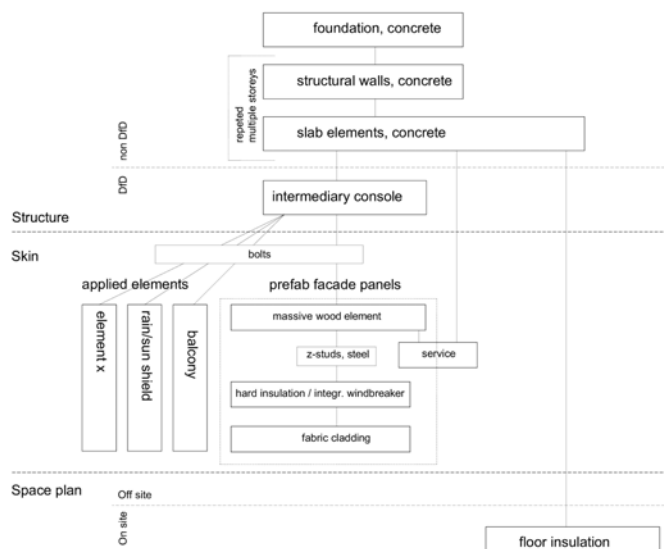 foundation, concrete
structural walls, concrete
repeted
multiple storeys
slab elements, concrete
non DfD
DfD
intermediary console
Structure
Skin
bolts
applied elements
prefab facade panels
element x
rain/sun shield
balcony
massive wood element
z-studs, steel
service
hard insulation / integr. windbreaker
fabric cladding
Space plan
Off site
On site
floor insulation